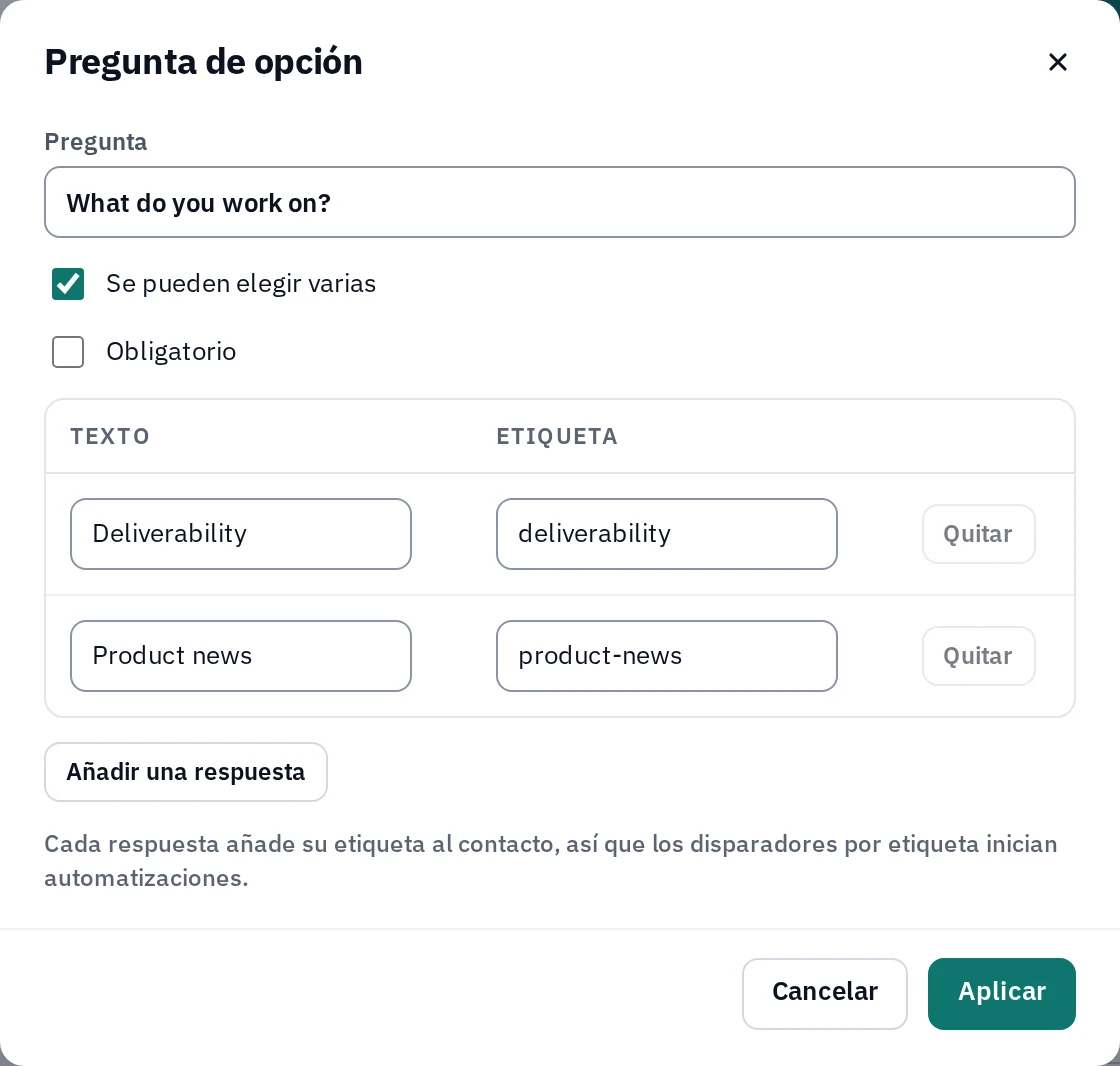 Pregunta de opción
Pregunta
What do you work on?
Se pueden elegir varias
Obligatorio
TEXTO ETIQUETA
Deliverability deliverability Quitar
Product news product-news Quitar
Añadir una respuesta
Cada respuesta añade su etiqueta al contacto, así que los disparadores por etiqueta inician
automatizaciones.
Cancelar Aplicar